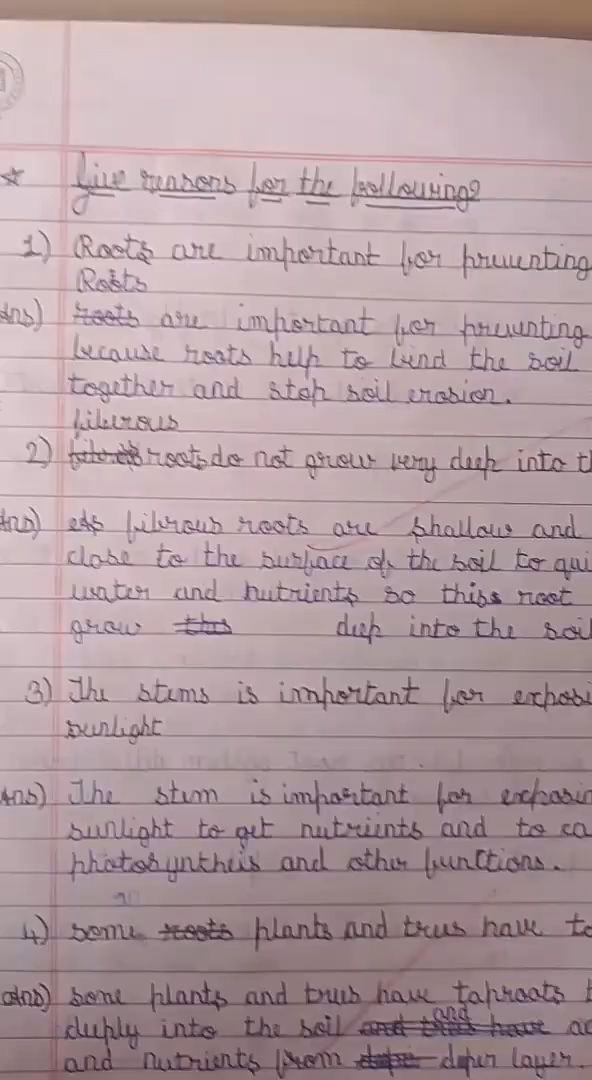 * Give reasons for the following?
1) Roots are important for preventing
Roots
Ans) roots are important for preventing
because roots help to bind the soil
together and stop soil erosion.
fibrous
2) roots do not grow very deep into t
Ans) fibrous roots are shallow and
close to the surface of the soil to qui
water and nutrients so this root
grow this deep into the soil
3) The stems is important for exposi
sunlight
Ans) The stem is important for exposin
sunlight to get nutrients and to ca
photosyntheis and other functions.
4) some roots plants and trees have t
Ans) some plants and trees have taproots
and
deeply into the soil and this have
and nutrients from deeper layer.